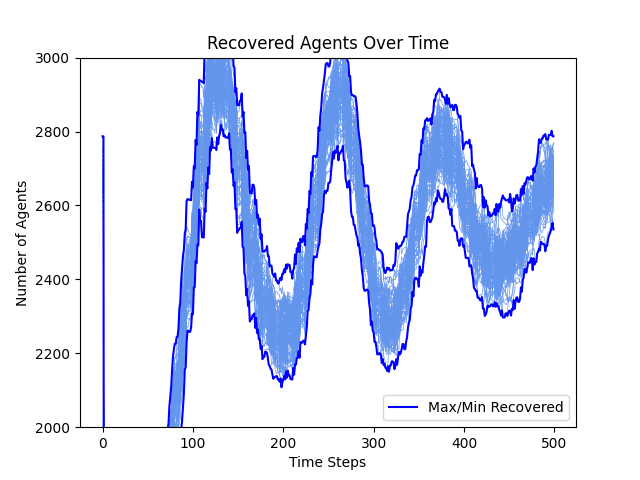 Recovered Agents Over Time
Number of Agents
3000
2800
2600
2400
2200
2000
Max/Min Recovered
0 100 200 300 400 500
Time Steps